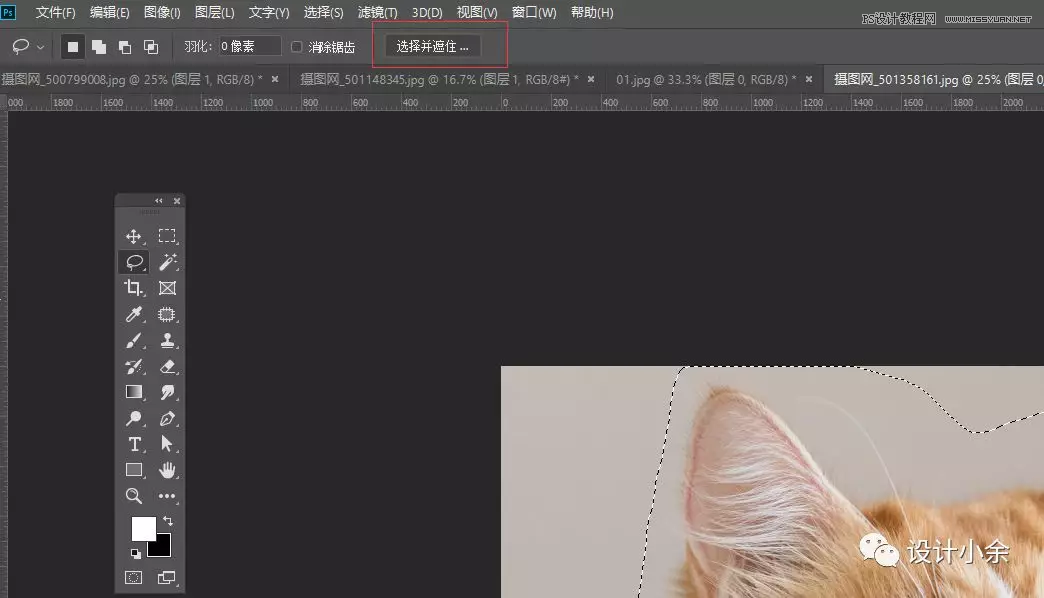 Ps 文件(F) 编辑(E) 图像(I) 图层(L) 文字(Y) 选择(S) 滤镜(T) 3D(D) 视图(V) 窗口(W) 帮助(H)
PS设计教程网 WWW.MISSYUAN.NET
羽化: 0 像素 消除锯齿 选择并遮住 ...
摄图网_500799008.jpg @ 25% (图层 1, RGB/8) * × 摄图网_501148345.jpg @ 16.7% (图层 1, RGB/8#) * × 01.jpg @ 33.3% (图层 0, RGB/8) * × 摄图网_501358161.jpg @ 25% (图层 0,
000 1800 1600 1400 1200 1000 800 600 400 200 0 200 400 600 800 1000 1200 1400 1600 1800 2000
T
设计小余